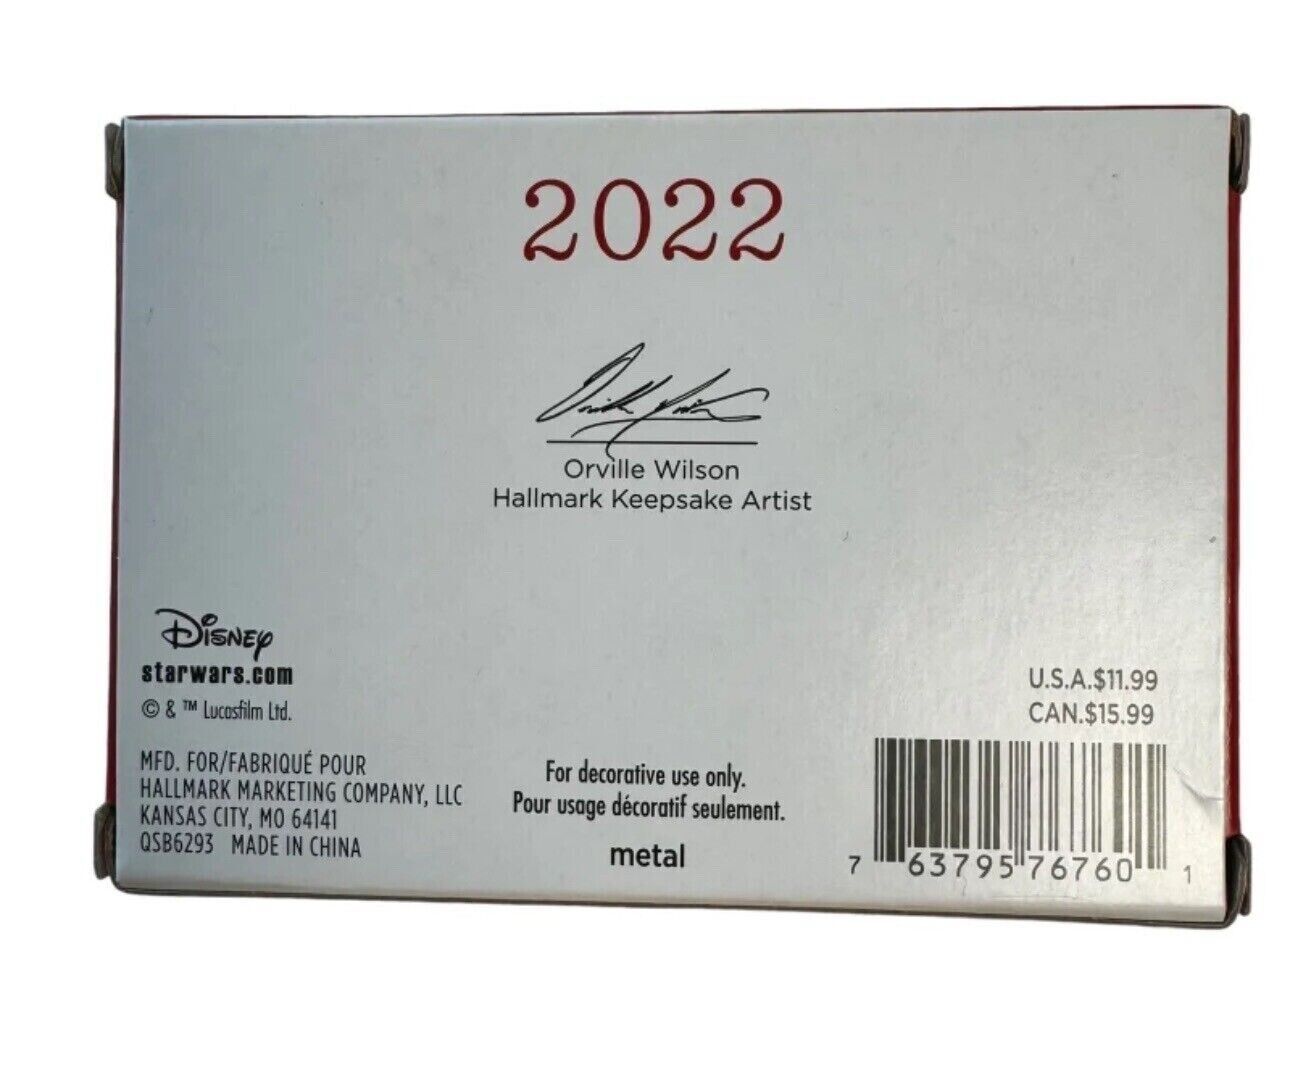 2022
Orville Wilson
Orville Wilson
Hallmark Keepsake Artist
Disney
starwars.com
© & ™ Lucasfilm Ltd.
MFD. FOR/FABRIQUÉ POUR
HALLMARK MARKETING COMPANY, LLC
KANSAS CITY, MO 64141
QSB6293 MADE IN CHINA
For decorative use only.
Pour usage décoratif seulement.
metal
U.S.A.$11.99
CAN.$15.99
7 63795 76760 1